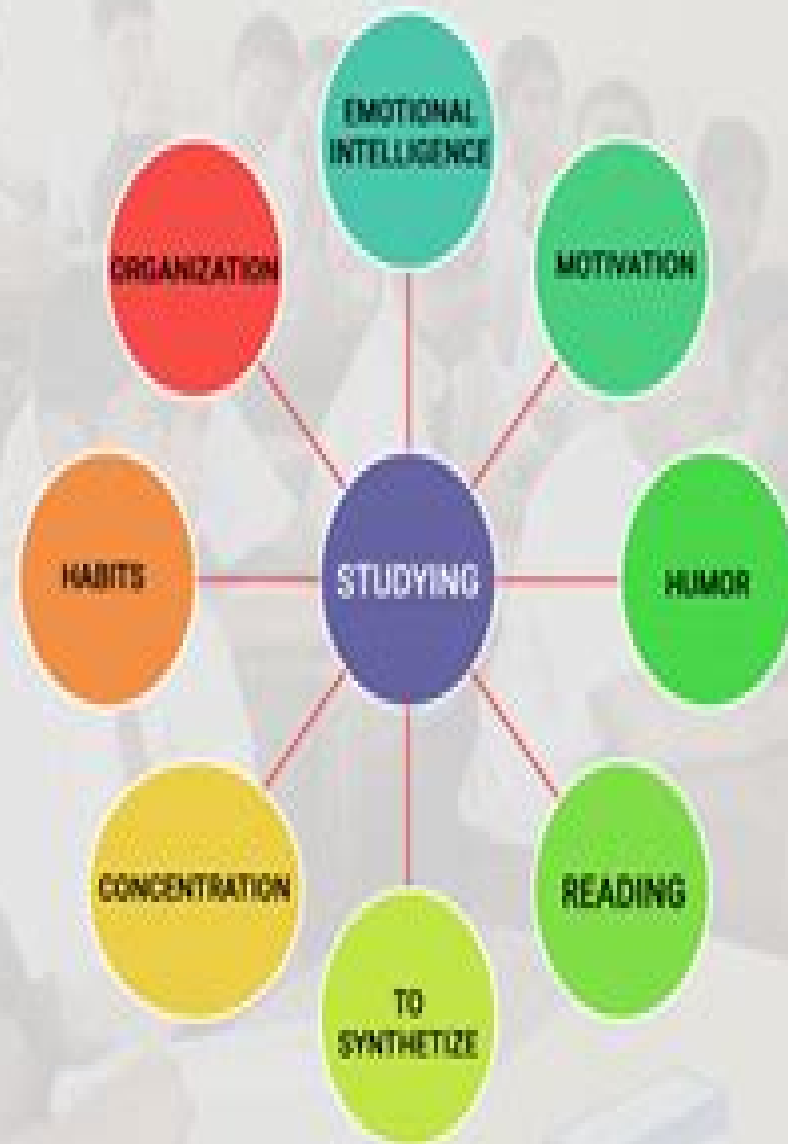 EMOTIONAL
INTELLIGENCE
ORGANIZATION
MOTIVATION
HABITS
STUDYING
HUMOR
CONCENTRATION
READING
TO
SYNTHETIZE